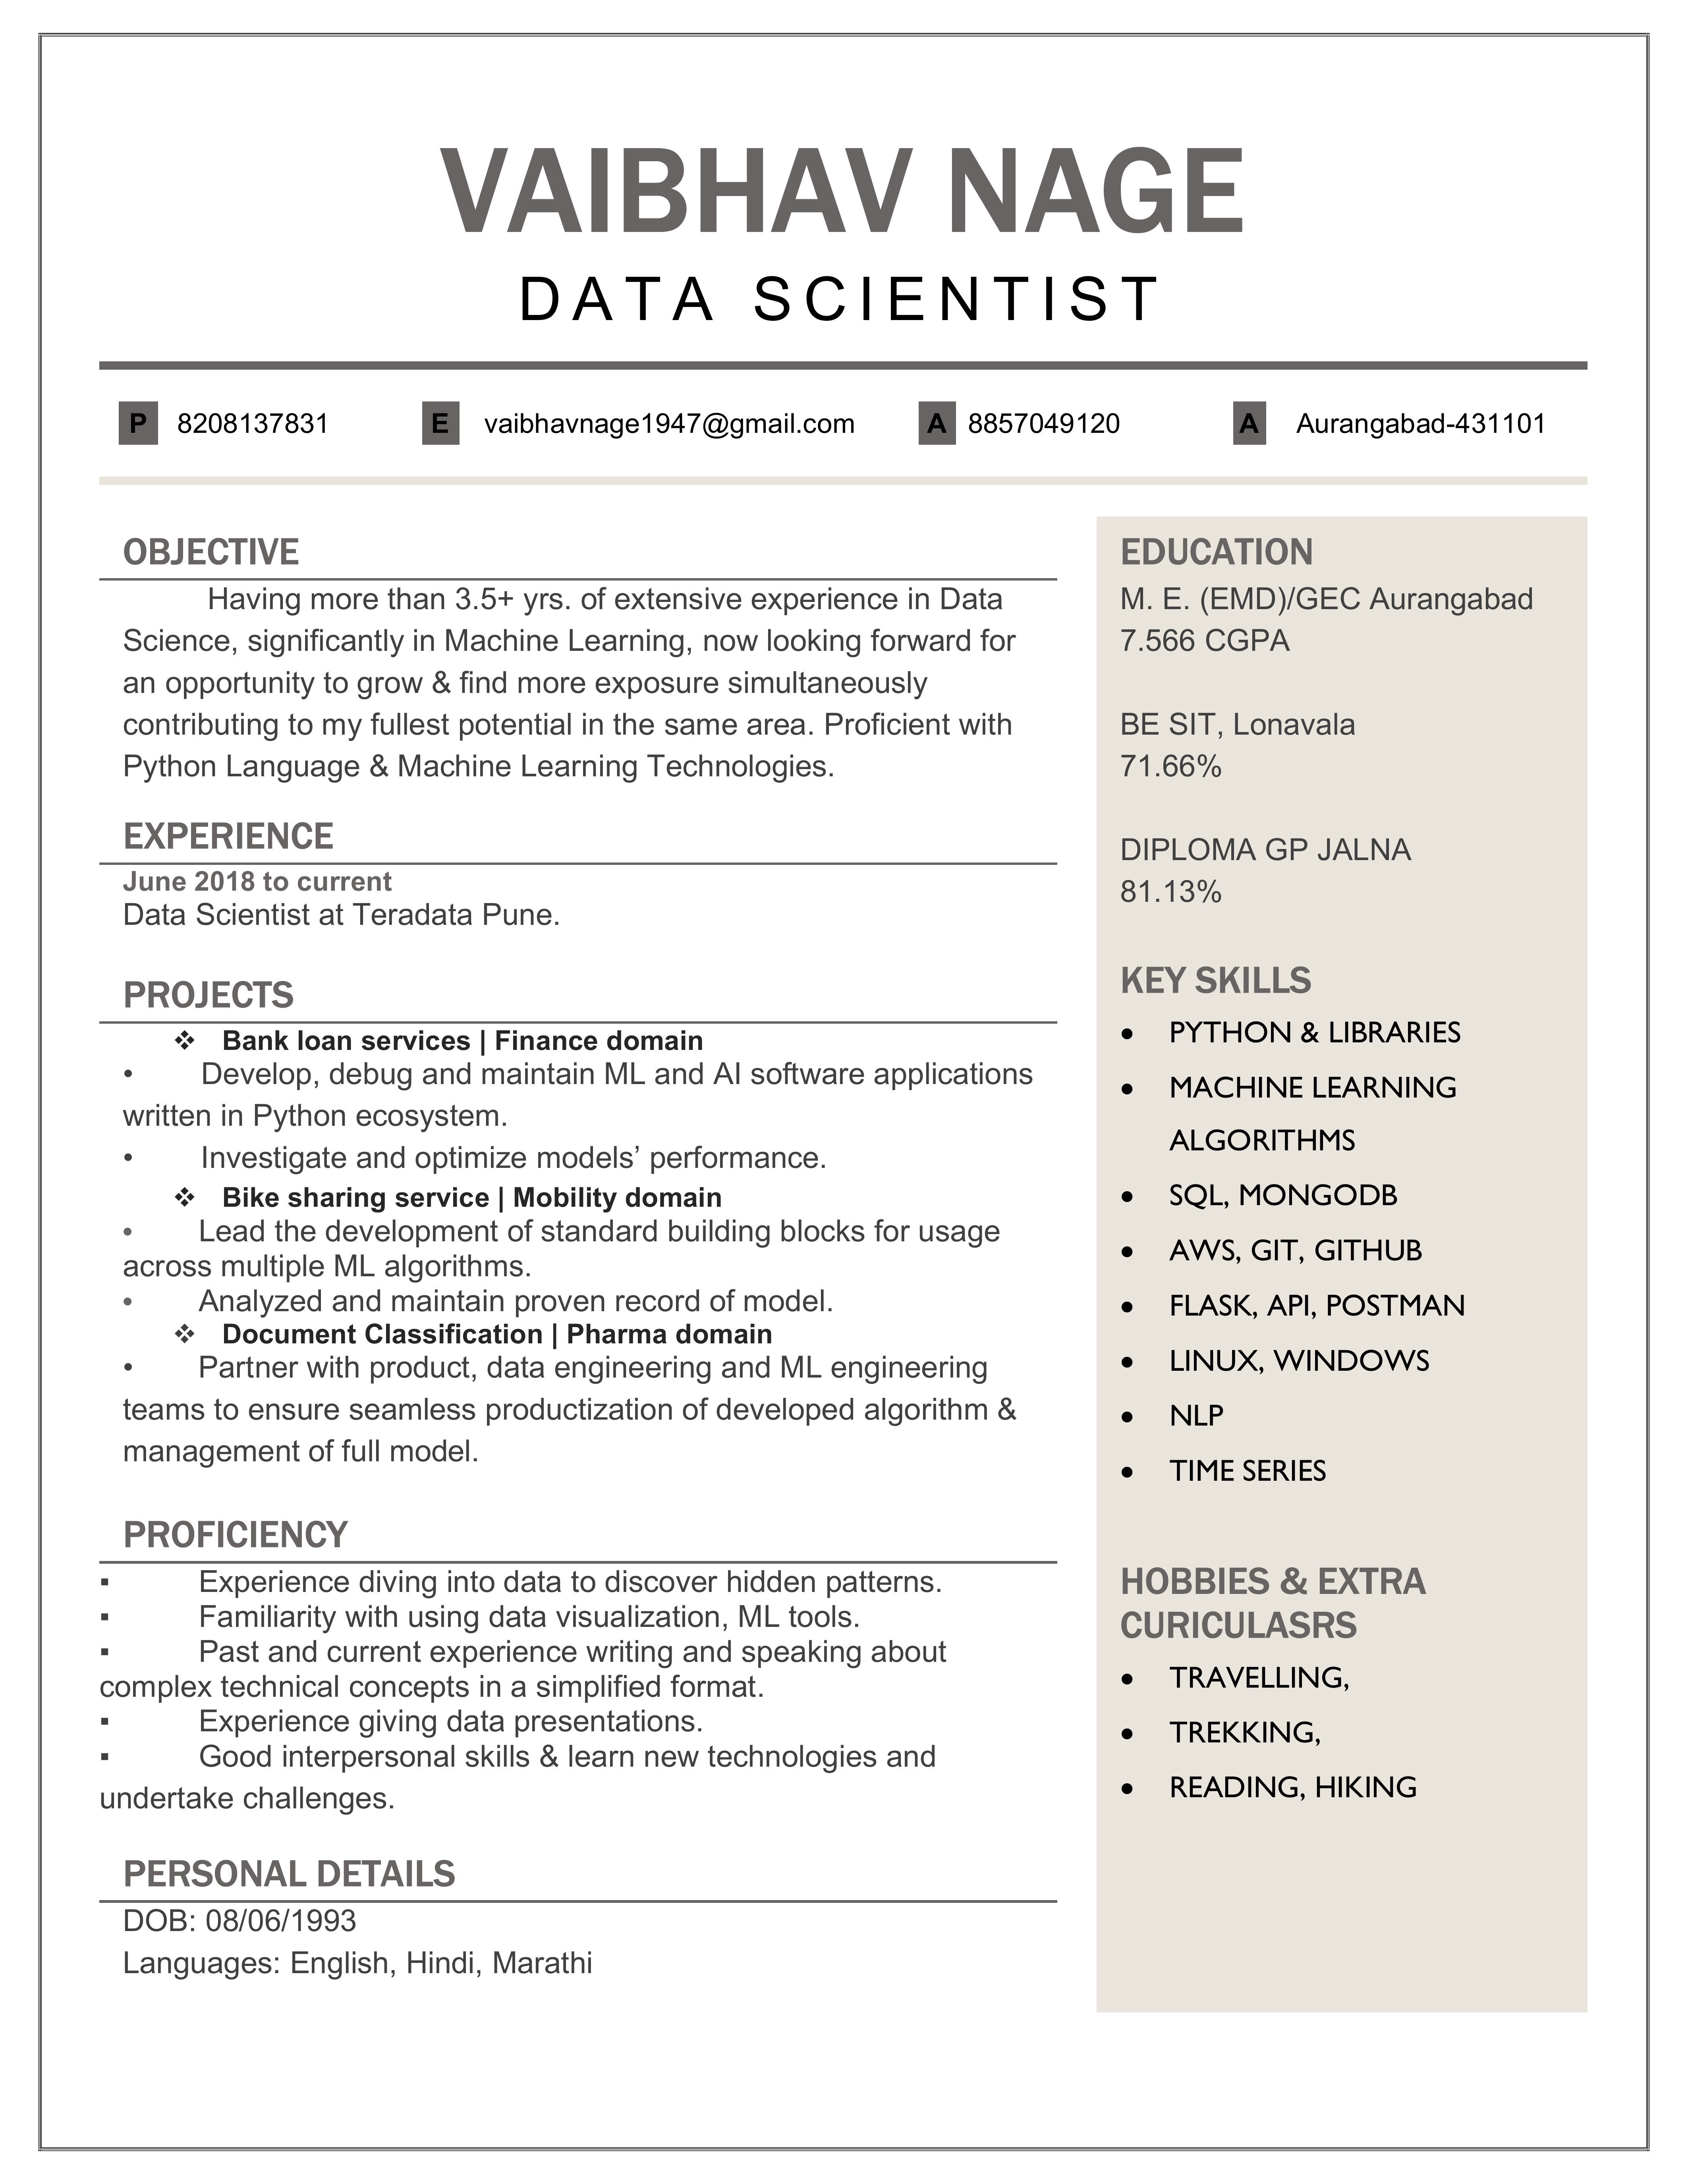 VAIBHAV NAGE
DATA SCIENTIST
P 8208137831 E vaibhavnage1947@gmail.com A 8857049120 A Aurangabad-431101
OBJECTIVE
Having more than 3.5+ yrs. of extensive experience in Data
Science, significantly in Machine Learning, now looking forward for
an opportunity to grow & find more exposure simultaneously
contributing to my fullest potential in the same area. Proficient with
Python Language & Machine Learning Technologies.
EXPERIENCE
June 2018 to current
Data Scientist at Teradata Pune.
PROJECTS
❖ Bank loan services | Finance domain
• Develop, debug and maintain ML and AI software applications
written in Python ecosystem.
• Investigate and optimize models’ performance.
❖ Bike sharing service | Mobility domain
• Lead the development of standard building blocks for usage
across multiple ML algorithms.
• Analyzed and maintain proven record of model.
❖ Document Classification | Pharma domain
• Partner with product, data engineering and ML engineering
teams to ensure seamless productization of developed algorithm &
management of full model.
PROFICIENCY
▪ Experience diving into data to discover hidden patterns.
▪ Familiarity with using data visualization, ML tools.
▪ Past and current experience writing and speaking about
complex technical concepts in a simplified format.
▪ Experience giving data presentations.
▪ Good interpersonal skills & learn new technologies and
undertake challenges.
PERSONAL DETAILS
DOB: 08/06/1993
Languages: English, Hindi, Marathi
EDUCATION
M. E. (EMD)/GEC Aurangabad
7.566 CGPA
BE SIT, Lonavala
71.66%
DIPLOMA GP JALNA
81.13%
KEY SKILLS
• PYTHON & LIBRARIES
• MACHINE LEARNING
ALGORITHMS
• SQL, MONGODB
• AWS, GIT, GITHUB
• FLASK, API, POSTMAN
• LINUX, WINDOWS
• NLP
• TIME SERIES
HOBBIES & EXTRA
CURICULASRS
• TRAVELLING,
• TREKKING,
• READING, HIKING